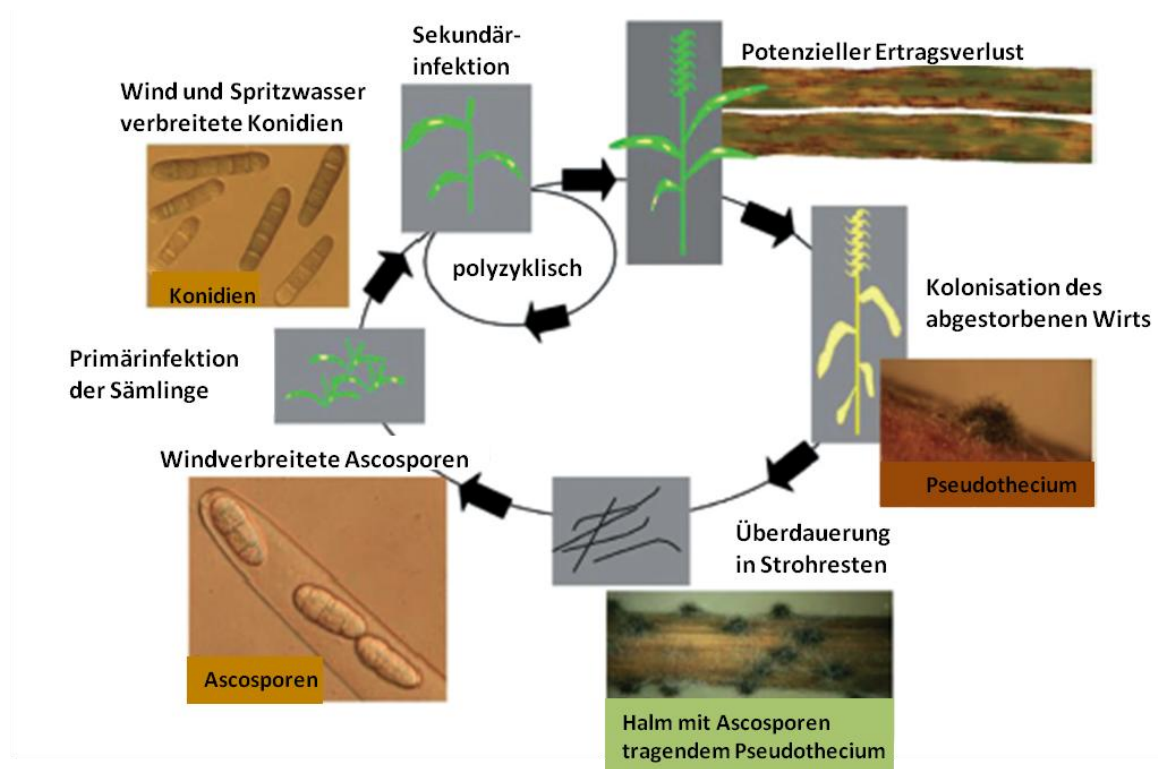 Sekundär-
infektion
Potenzieller Ertragsverlust
Wind und Spritzwasser
verbreitete Konidien
Konidien
polyzyklisch
Kolonisation des
abgestorbenen Wirts
Pseudothecium
Primärinfektion
der Sämlinge
Windverbreitete Ascosporen
Ascosporen
Überdauerung
in Strohresten
Halm mit Ascosporen
tragendem Pseudothecium